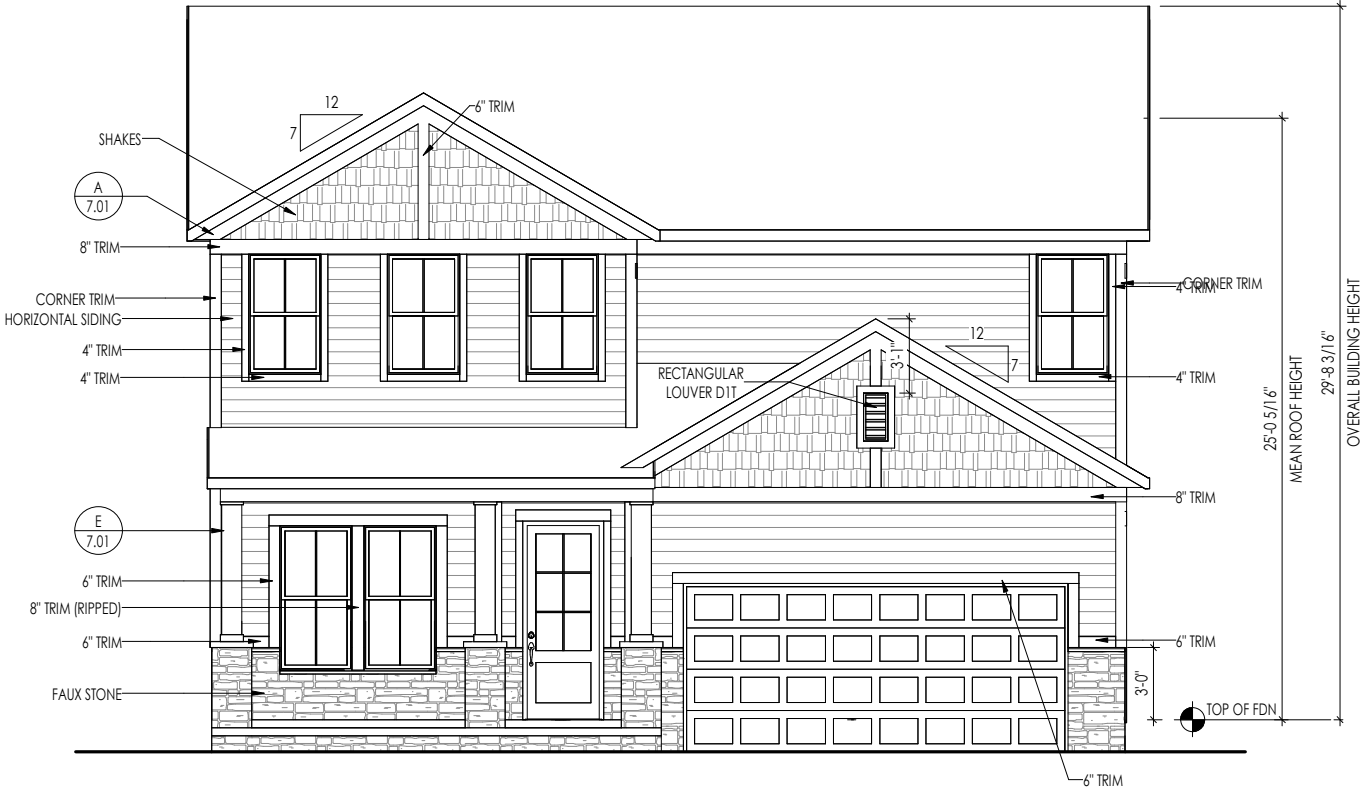 12
7
6" TRIM
SHAKES
A
7.01
8" TRIM
CORNER TRIM
HORIZONTAL SIDING
4" TRIM
4" TRIM
CORNER TRIM
4" TRIM
12
7
3'-1"
RECTANGULAR
LOUVER D1T
4" TRIM
25'-0 5/16"
MEAN ROOF HEIGHT
29'-8 3/16"
OVERALL BUILDING HEIGHT
8" TRIM
E
7.01
6" TRIM
8" TRIM (RIPPED)
6" TRIM
6" TRIM
FAUX STONE
3'-0"
TOP OF FDN
6" TRIM